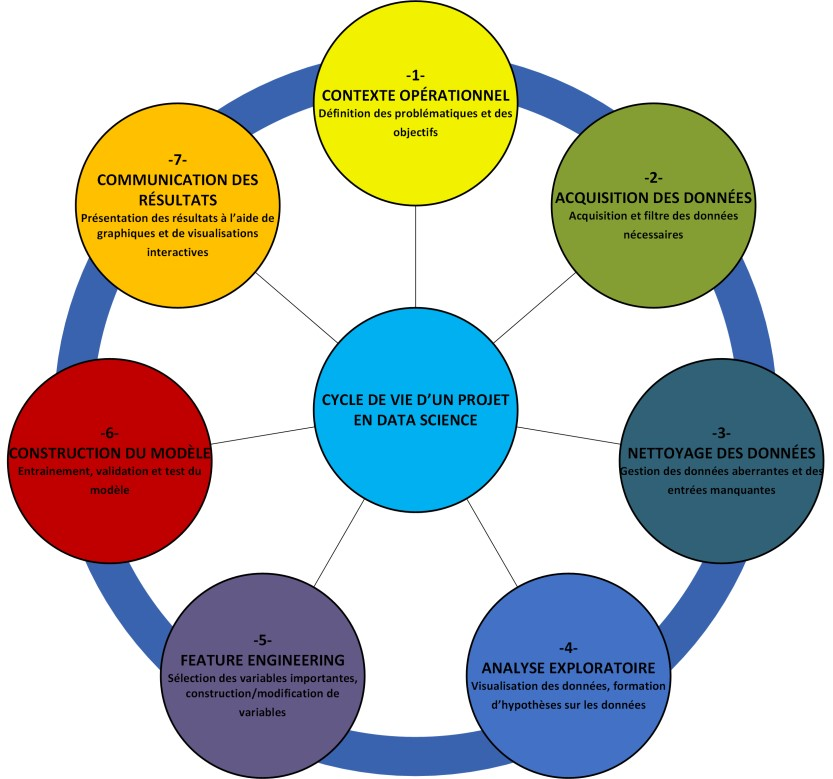 -1-
CONTEXTE OPÉRATIONNEL
Définition des problématiques et des
objectifs
-2-
ACQUISITION DES DONNÉES
Acquisition et filtre des données
nécessaires
-3-
NETTOYAGE DES DONNÉES
Gestion des données aberrantes et des
entrées manquantes
-4-
ANALYSE EXPLORATOIRE
Visualisation des données, formation
d’hypothèses sur les données
-5-
FEATURE ENGINEERING
Sélection des variables importantes,
construction/modification de
variables
-6-
CONSTRUCTION DU MODÈLE
Entrainement, validation et test du
modèle
-7-
COMMUNICATION DES
RÉSULTATS
Présentation des résultats à l’aide de
graphiques et de visualisations
interactives
CYCLE DE VIE D’UN PROJET
EN DATA SCIENCE